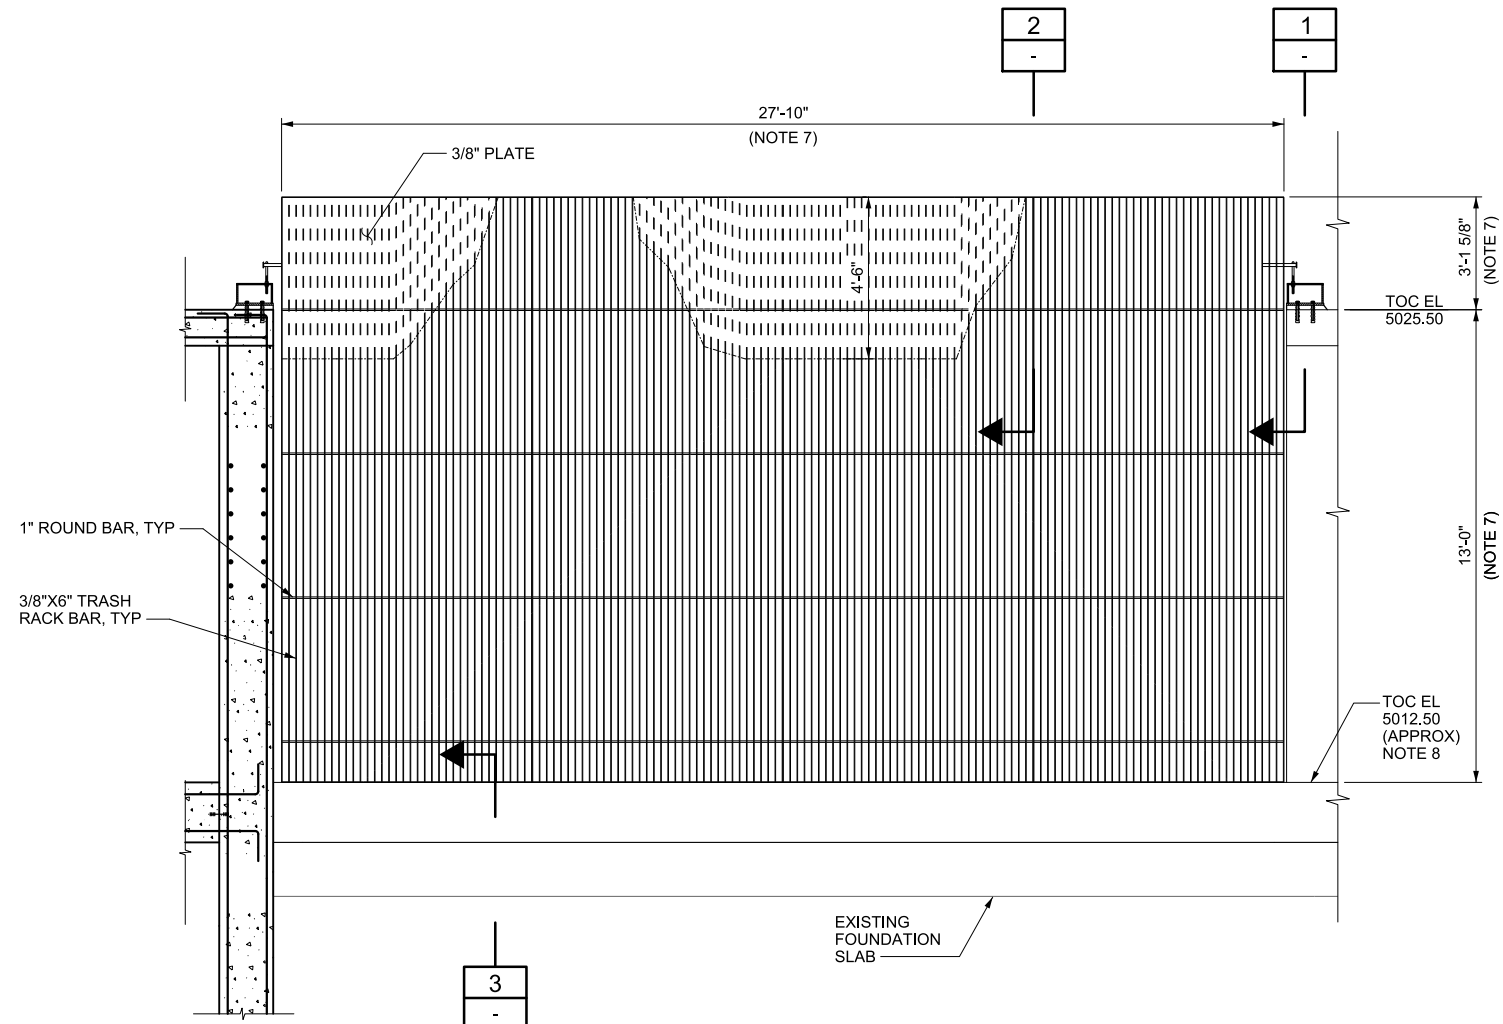 2
-
1
-
27'-10"
(NOTE 7)
3/8" PLATE
3'-1 5/8"
(NOTE 7)
4'-6"
TOC EL
5025.50
1" ROUND BAR, TYP
13'-0"
(NOTE 7)
3/8"X6" TRASH
RACK BAR, TYP
TOC EL
5012.50
(APPROX)
NOTE 8
EXISTING
FOUNDATION
SLAB
3
-